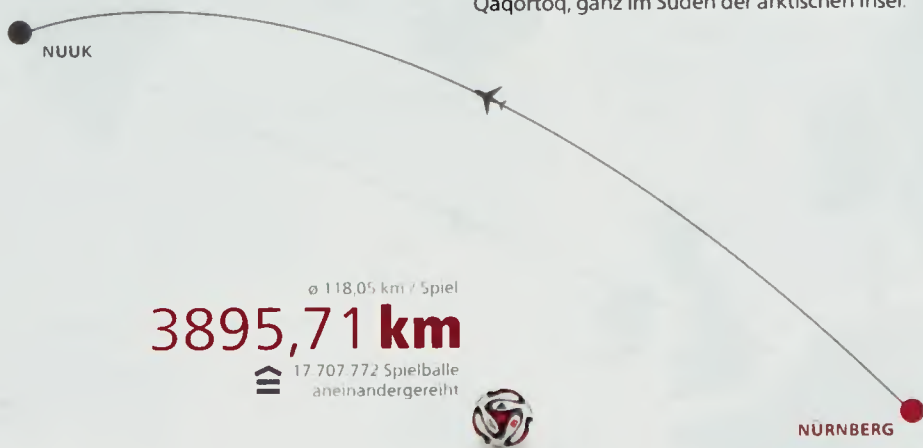 Qaqortoq, ganz im Süden der arktischen Insel.
NUUK
ø 118,05 km / Spiel
3895,71 km
17 707 772 Spielbälle
aneinandergereiht
NÜRNBERG